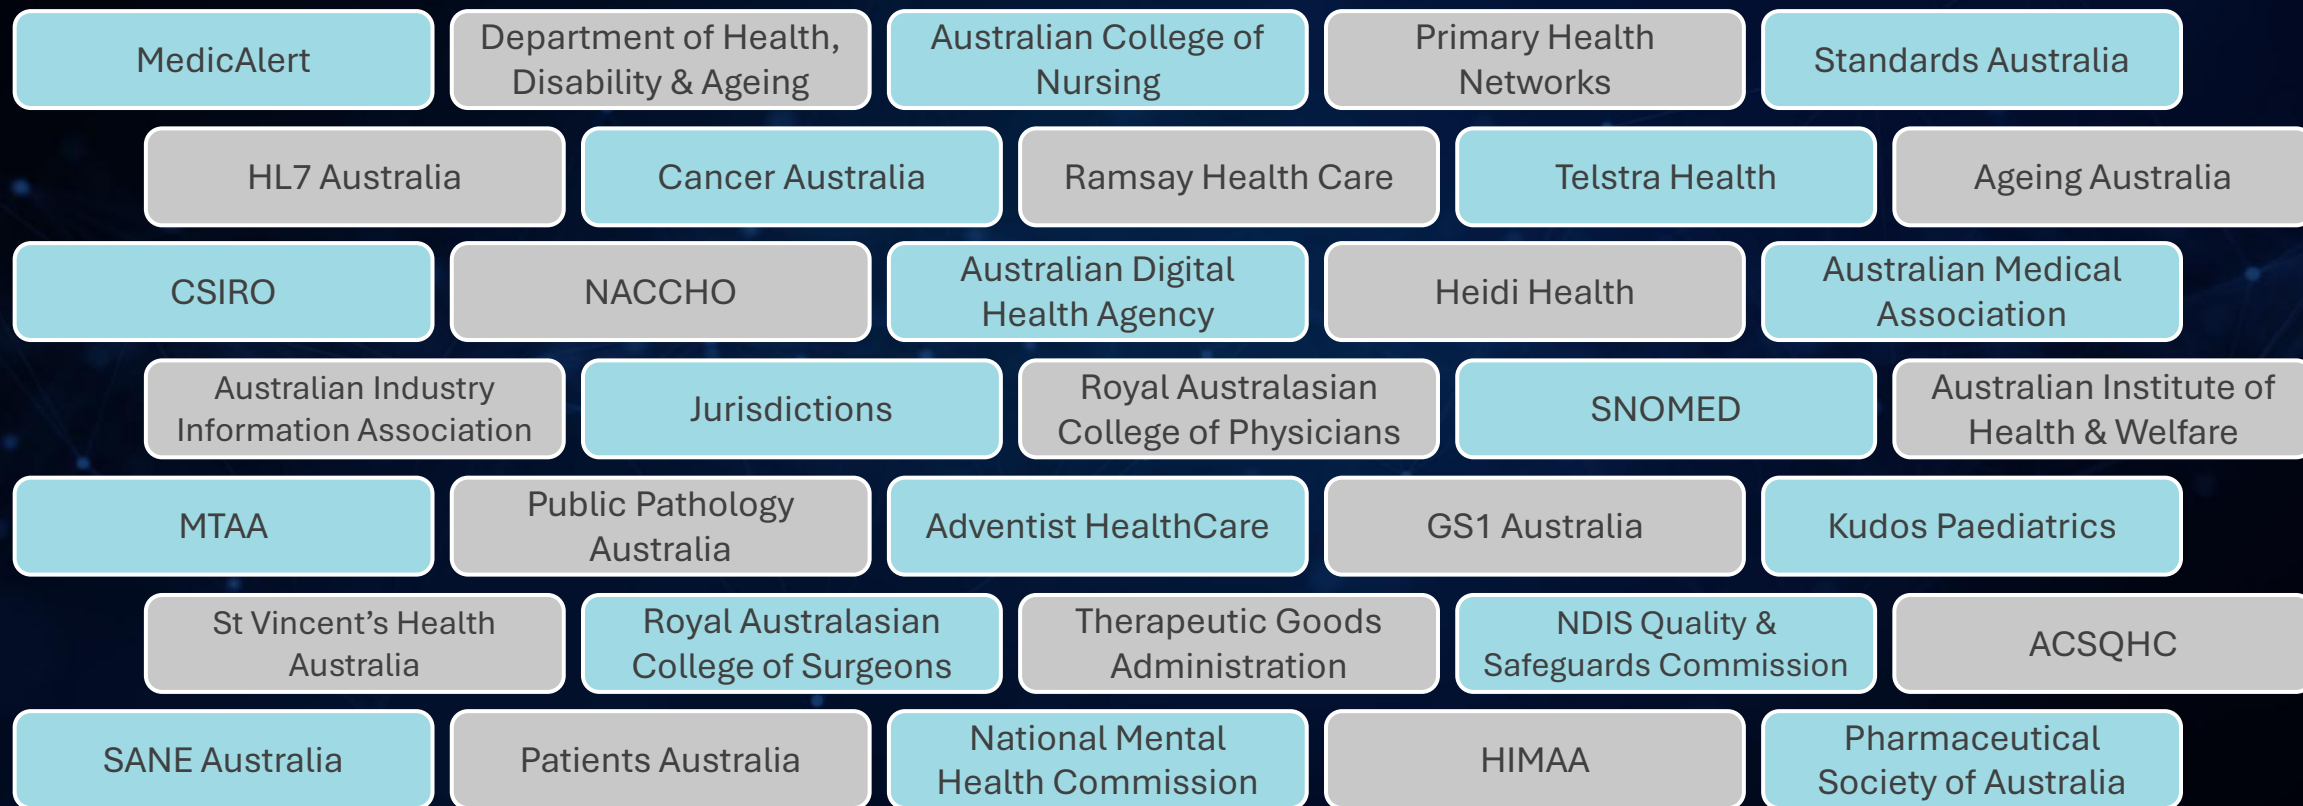 MedicAlert
Department of Health,
Disability & Ageing
Australian College of
Nursing
Primary Health
Networks
Standards Australia
HL7 Australia
Cancer Australia
Ramsay Health Care
Telstra Health
Ageing Australia
CSIRO
NACCHO
Australian Digital
Health Agency
Heidi Health
Australian Medical
Association
Australian Industry
Information Association
Jurisdictions
Royal Australasian
College of Physicians
SNOMED
Australian Institute of
Health & Welfare
MTAA
Public Pathology
Australia
Adventist HealthCare
GS1 Australia
Kudos Paediatrics
St Vincent’s Health
Australia
Royal Australasian
College of Surgeons
Therapeutic Goods
Administration
NDIS Quality &
Safeguards Commission
ACSQHC
SANE Australia
Patients Australia
National Mental
Health Commission
HIMAA
Pharmaceutical
Society of Australia